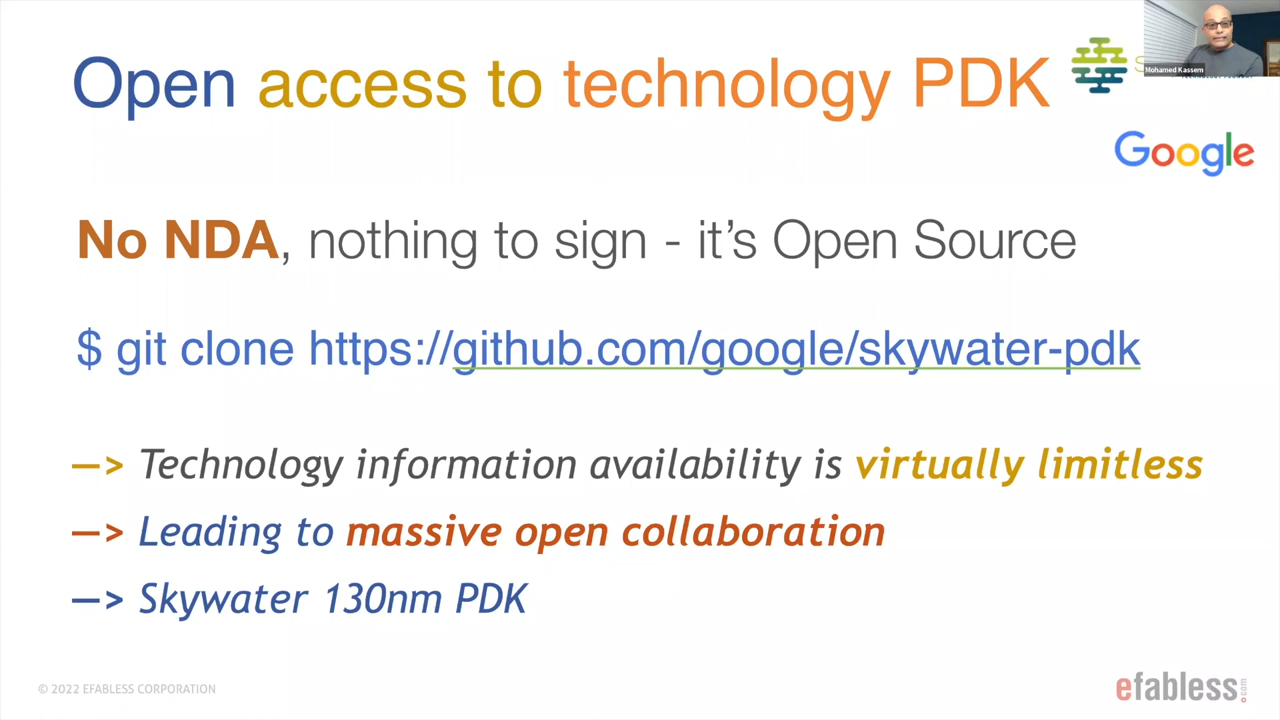 Open access to technology PDK
Mohamed Kassem
Google
No NDA, nothing to sign - it's Open Source
$ git clone https://github.com/google/skywater-pdk
—> Technology information availability is virtually limitless
—> Leading to massive open collaboration
—> Skywater 130nm PDK
© 2022 EFABLESS CORPORATION
efabless.com